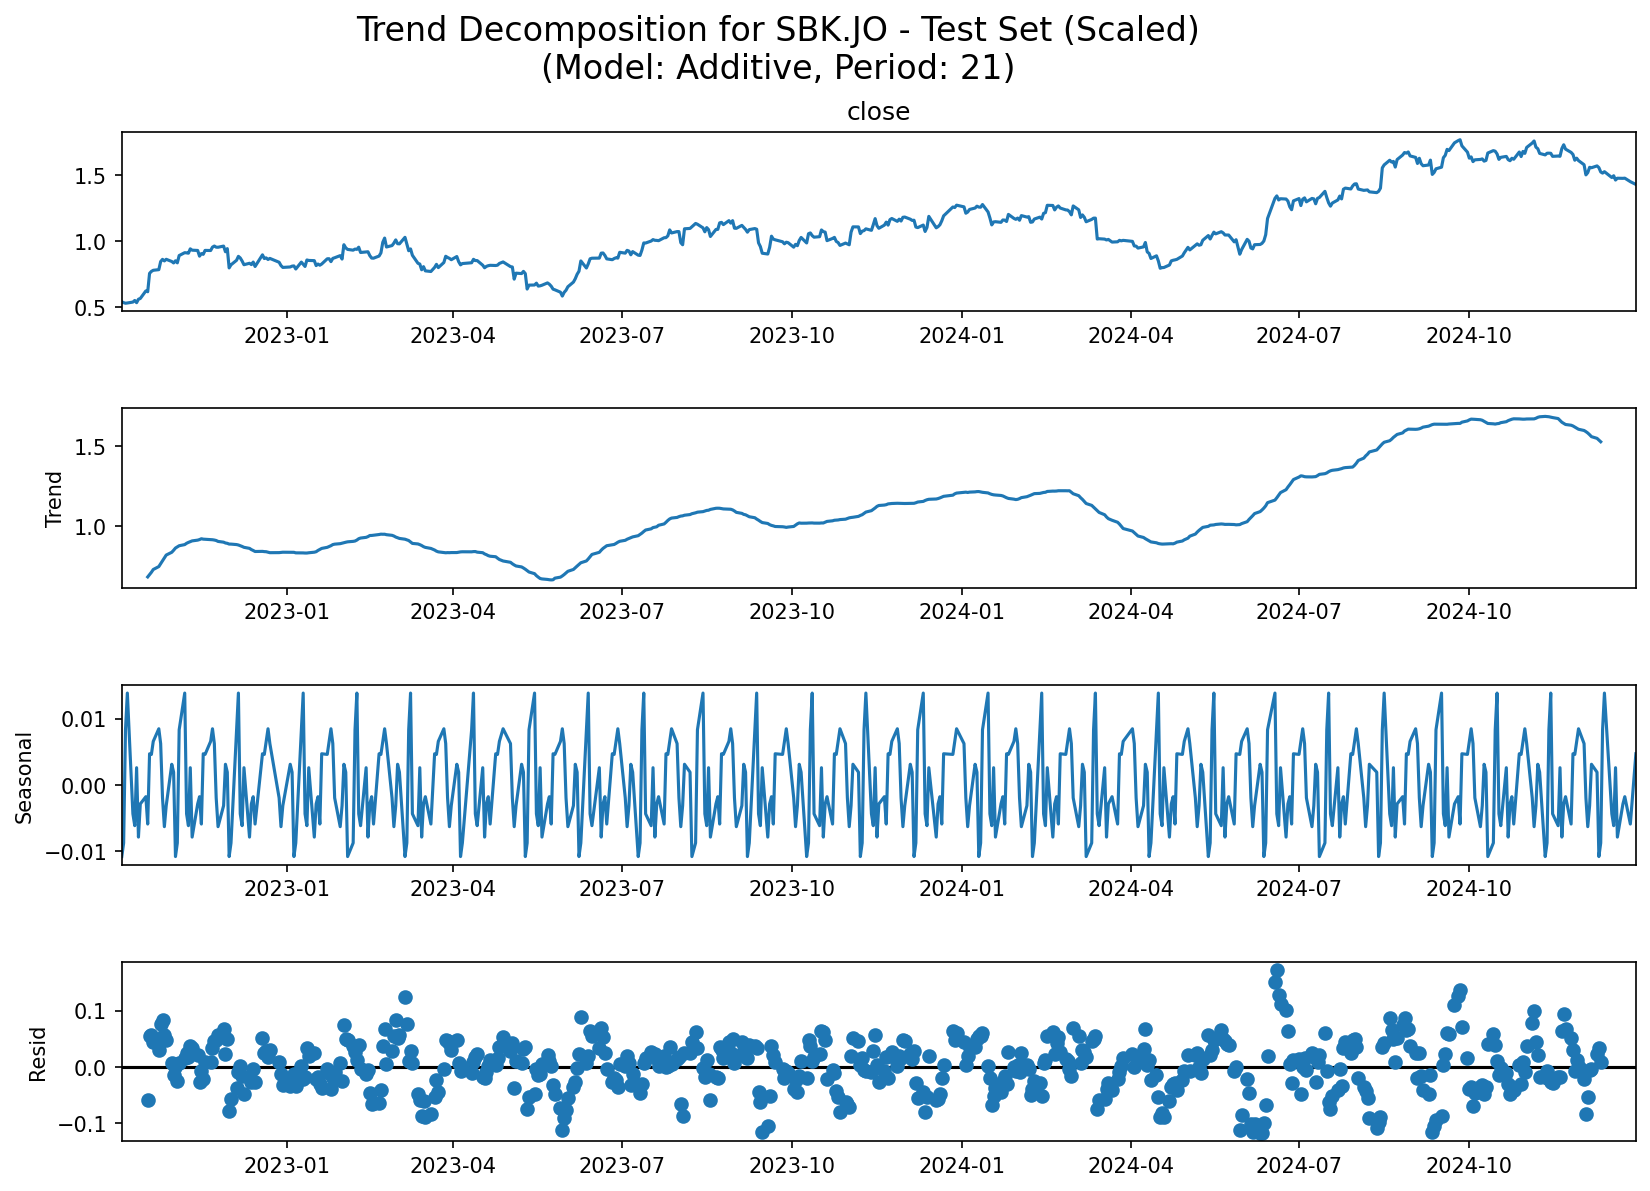 Trend Decomposition for SBK.JO - Test Set (Scaled)
(Model: Additive, Period: 21)
close
1.5
1.0
0.5
2023-01 2023-04 2023-07 2023-10 2024-01 2024-04 2024-07 2024-10
Trend
1.5
1.0
2023-01 2023-04 2023-07 2023-10 2024-01 2024-04 2024-07 2024-10
Seasonal
0.01
0.00
−0.01
2023-01 2023-04 2023-07 2023-10 2024-01 2024-04 2024-07 2024-10
Resid
0.1
0.0
−0.1
2023-01 2023-04 2023-07 2023-10 2024-01 2024-04 2024-07 2024-10